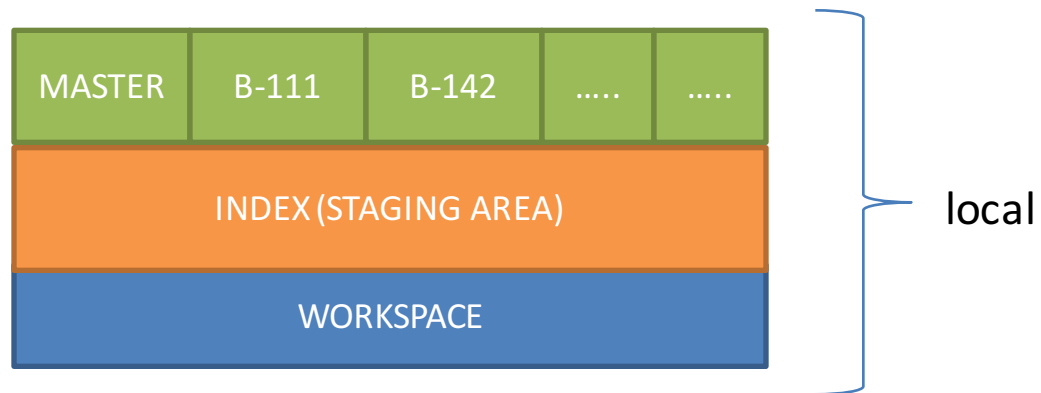 MASTER B-111 B-142 ….. …..
INDEX (STAGING AREA)
local
WORKSPACE